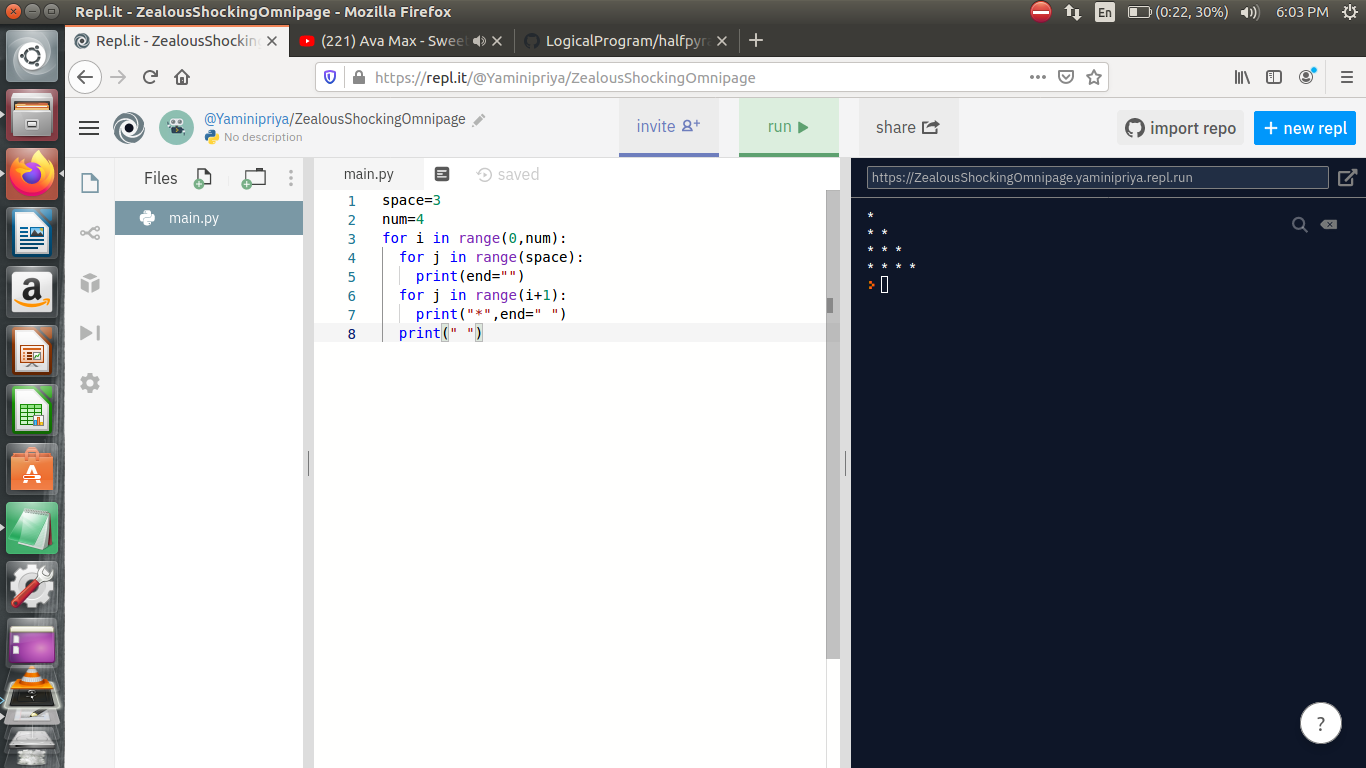 Repl.it - ZealousShockingOmnipage - Mozilla Firefox
En (0:22, 30%) 6:03 PM
Repl.it - ZealousShocking (221) Ava Max - Swee LogicalProgram/halfpyr
https://repl.it/@Yaminipriya/ZealousShockingOmnipage
@Yaminipriya/ZealousShockingOmnipage
No description
invite run share import repo + new repl
Files
main.py
main.py saved
1 space=3
2 num=4
3 for i in range(0,num):
4 for j in range(space):
5 print(end="")
6 for j in range(i+1):
7 print("*",end=" ")
8 print(" ")
https://ZealousShockingOmnipage.yaminipriya.repl.run
*
* *
* * *
* * * *
?